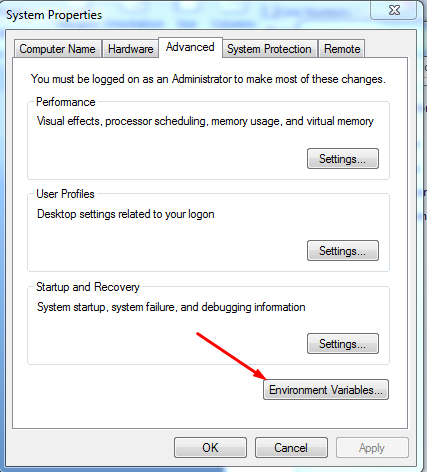 System Properties
Computer Name Hardware Advanced System Protection Remote
You must be logged on as an Administrator to make most of these changes.
Performance
Visual effects, processor scheduling, memory usage, and virtual memory
Settings...
User Profiles
Desktop settings related to your logon
Settings...
Startup and Recovery
System startup, system failure, and debugging information
Settings...
Environment Variables...
OK Cancel Apply